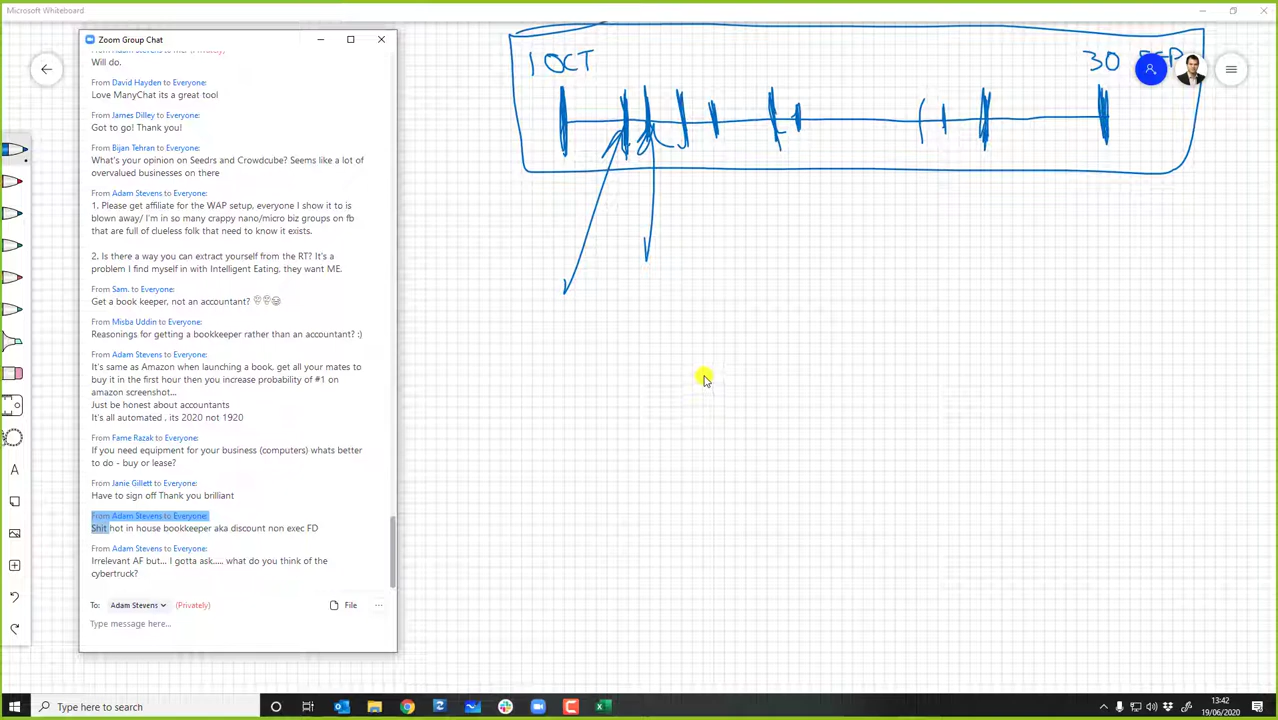 Microsoft Whiteboard
Zoom Group Chat
Will do.
From David Hayden to Everyone:
Love ManyChat its a great tool
From James Dilley to Everyone:
Got to go! Thank you!
From Bijan Tehran to Everyone:
What's your opinion on Seedrs and Crowdcube? Seems like a lot of
overvalued businesses on there
From Adam Stevens to Everyone:
1. Please get affiliate for the WAP setup, everyone I show it to is
blown away/ I'm in so many crappy nano/micro biz groups on fb
that are full of clueless folk that need to know it exists.
2. Is there a way you can extract yourself from the RT? It's a
problem I find myself in with Intelligent Eating, they want ME.
From Sam. to Everyone:
Get a book keeper, not an accountant?
From Misba Uddin to Everyone:
Reasonings for getting a bookkeeper rather than an accountant? :)
From Adam Stevens to Everyone:
It's same as Amazon when launching a book, get all your mates to
buy it in the first hour then you increase probability of #1 on
amazon screenshot...
Just be honest about accountants
It's all automated , its 2020 not 1920
From Fame Razak to Everyone:
If you need equipment for your business (computers) whats better
to do - buy or lease?
From Janie Gillett to Everyone:
Have to sign off Thank you brilliant
From Adam Stevens to Everyone:
Shit hot in house bookkeeper aka discount non exec FD
From Adam Stevens to Everyone:
Irrelevant AF but... I gotta ask..... what do you think of the
cybertruck?
To: Adam Stevens (Privately) File
Type message here...
1 OCT
30
A
Type here to search
13:42
19/06/2020